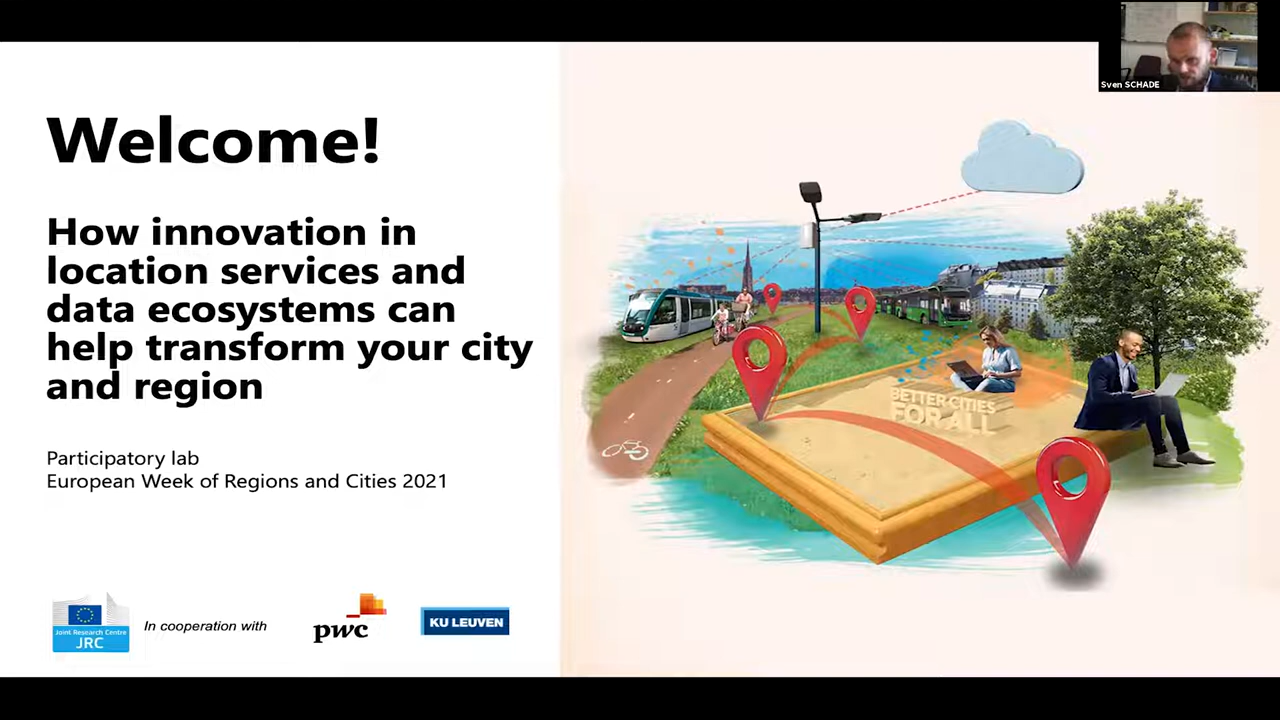 Sven SCHADE
Welcome!
How innovation in
location services and
data ecosystems can
help transform your city
and region
Participatory lab
European Week of Regions and Cities 2021
BETTER CITIES
FOR ALL
Joint Research Centre
JRC
In cooperation with
pwc
KU LEUVEN